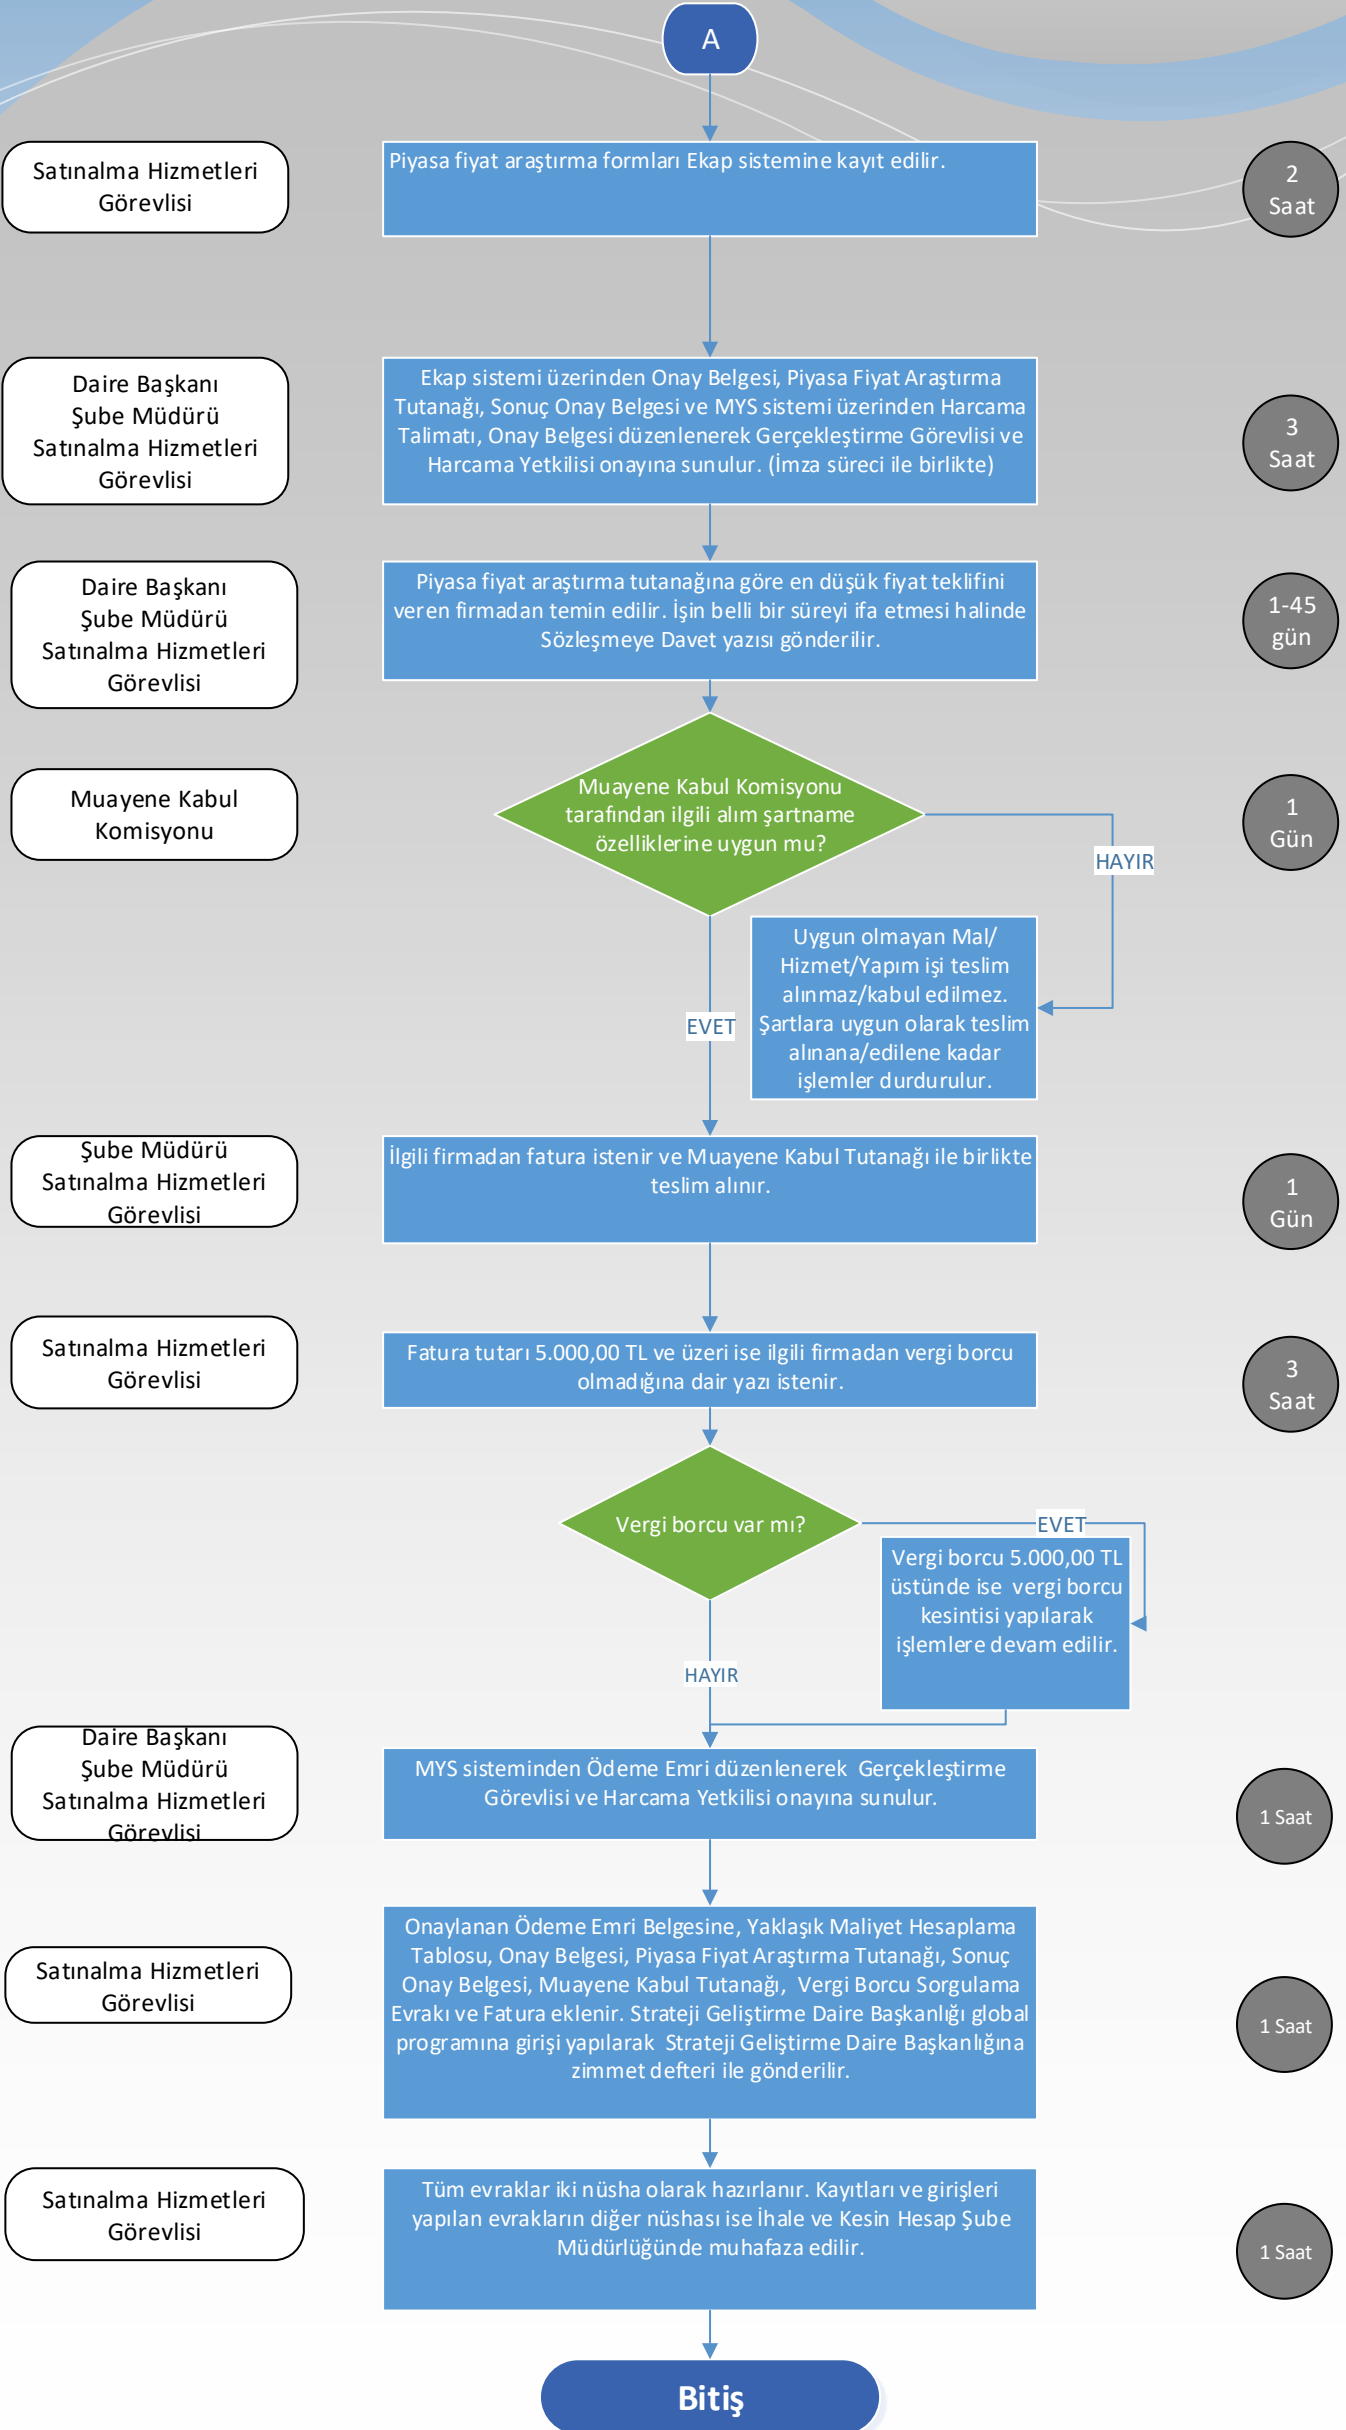 A
Satınalma Hizmetleri
Görevlisi
Piyasa fiyat araştırma formları Ekap sistemine kayıt edilir.
2
Saat
Daire Başkanı
Şube Müdürü
Satınalma Hizmetleri
Görevlisi
Ekap sistemi üzerinden Onay Belgesi, Piyasa Fiyat Araştırma
Tutanağı, Sonuç Onay Belgesi ve MYS sistemi üzerinden Harcama
Talimatı, Onay Belgesi düzenlenerek Gerçekleştirme Görevlisi ve
Harcama Yetkilisi onayına sunulur. (İmza süreci ile birlikte)
3
Saat
Daire Başkanı
Şube Müdürü
Satınalma Hizmetleri
Görevlisi
Piyasa fiyat araştırma tutanağına göre en düşük fiyat teklifini
veren firmadan temin edilir. İşin belli bir süreyi ifa etmesi halinde
Sözleşmeye Davet yazısı gönderilir.
1-45
gün
Muayene Kabul
Komisyonu
Muayene Kabul Komisyonu
tarafından ilgili alım şartname
özelliklerine uygun mu?
1
Gün
HAYIR
Uygun olmayan Mal/
Hizmet/Yapım işi teslim
alınmaz/kabul edilmez.
Şartlara uygun olarak teslim
alınana/edilene kadar
işlemler durdurulur.
EVET
Şube Müdürü
Satınalma Hizmetleri
Görevlisi
İlgili firmadan fatura istenir ve Muayene Kabul Tutanağı ile birlikte
teslim alınır.
1
Gün
Satınalma Hizmetleri
Görevlisi
Fatura tutarı 5.000,00 TL ve üzeri ise ilgili firmadan vergi borcu
olmadığına dair yazı istenir.
3
Saat
Vergi borcu var mı?
EVET
Vergi borcu 5.000,00 TL
üstünde ise vergi borcu
kesintisi yapılarak
işlemlere devam edilir.
HAYIR
Daire Başkanı
Şube Müdürü
Satınalma Hizmetleri
Görevlisi
MYS sisteminden Ödeme Emri düzenlenerek Gerçekleştirme
Görevlisi ve Harcama Yetkilisi onayına sunulur.
1 Saat
Satınalma Hizmetleri
Görevlisi
Onaylanan Ödeme Emri Belgesine, Yaklaşık Maliyet Hesaplama
Tablosu, Onay Belgesi, Piyasa Fiyat Araştırma Tutanağı, Sonuç
Onay Belgesi, Muayene Kabul Tutanağı, Vergi Borcu Sorgulama
Evrakı ve Fatura eklenir. Strateji Geliştirme Daire Başkanlığı global
programına girişi yapılarak Strateji Geliştirme Daire Başkanlığına
zimmet defteri ile gönderilir.
1 Saat
Satınalma Hizmetleri
Görevlisi
Tüm evraklar iki nüsha olarak hazırlanır. Kayıtları ve girişleri
yapılan evrakların diğer nüshası ise İhale ve Kesin Hesap Şube
Müdürlüğünde muhafaza edilir.
1 Saat
Bitiş